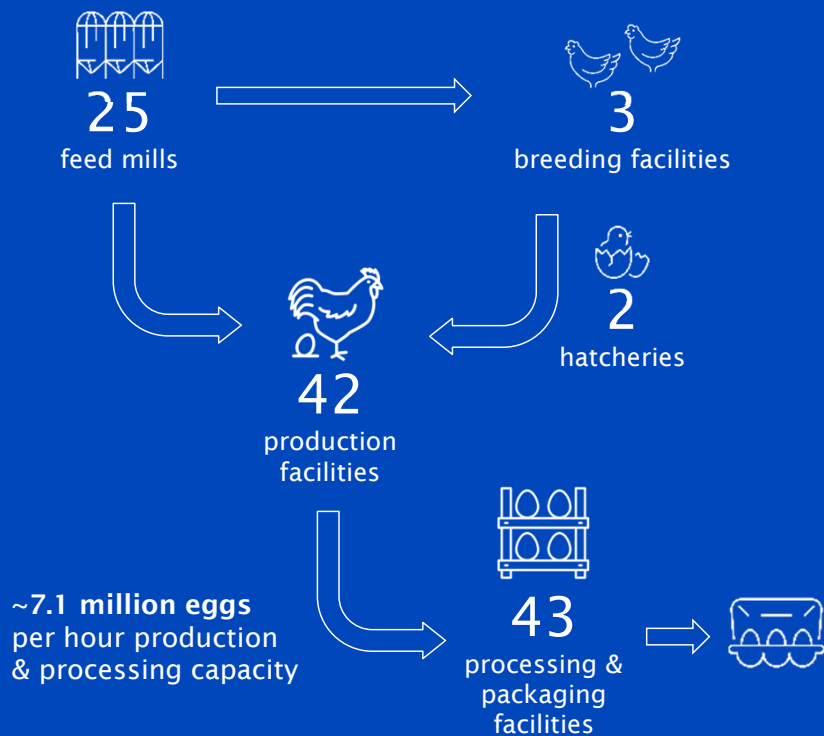 25
feed mills
3
breeding facilities
2
hatcheries
42
production
facilities
~7.1 million eggs
per hour production
& processing capacity
43
processing &
packaging
facilities